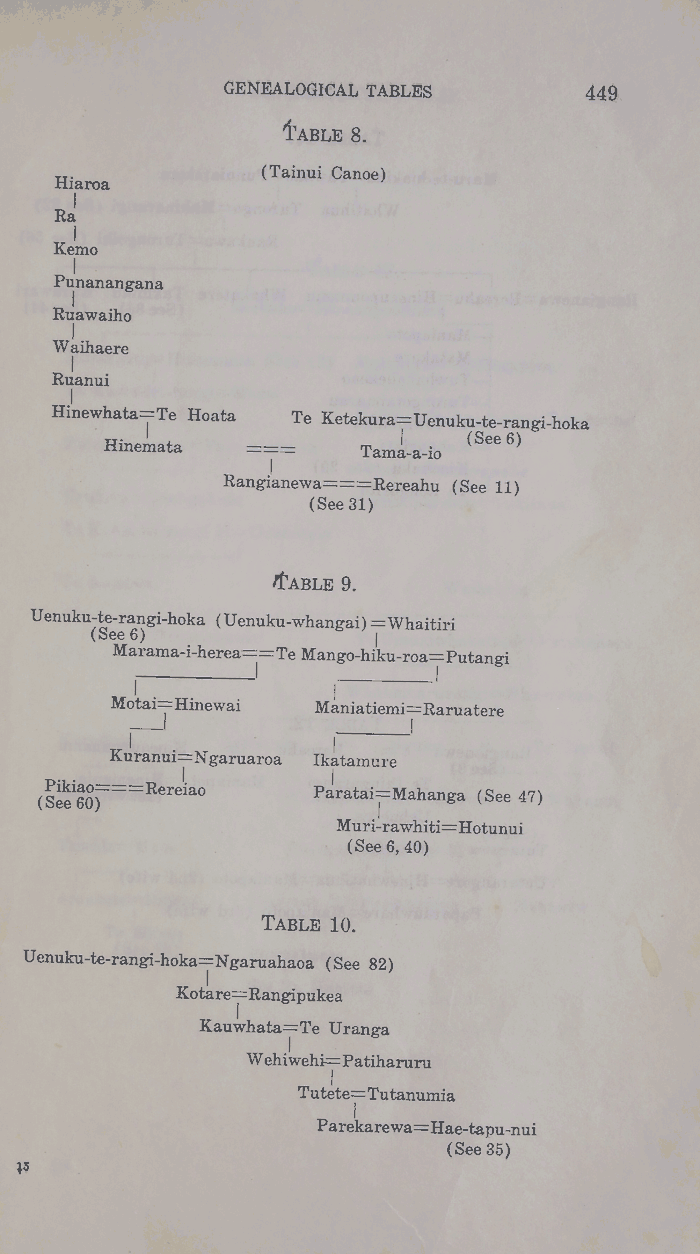 GENEALOGICAL TABLES 449
TABLE 8.
(Tainui Canoe)
Hiaroa
Ra
Kemo
Punanangana
Ruawaiho
Waihaere
Ruanui
Hinewhata=Te Hoata Te Ketekura=Uenuku-te-rangi-hoka
(See 6)
Hinemata === Tama-a-io
Rangianewa===Rereahu (See 11)
(See 31)
TABLE 9.
Uenuku-te-rangi-hoka (Uenuku-whangai)=Whaitiri
(See 6)
Marama-i-herea==Te Mango-hiku-roa=Putangi
Motai=Hinewai Maniatiemi=Raruatere
Kuranui=Ngaruaroa Ikatamure
Pikiao===Rereiao Paratai=Mahanga (See 47)
(See 60)
Muri-rawhiti=Hotunui
(See 6, 40)
TABLE 10.
Uenuku-te-rangi-hoka=Ngaruahaoa (See 82)
Kotare=Rangipukea
Kauwhata=Te Uranga
Wehiwehi=Patiharuru
Tutete=Tutanumia
Parekarewa=Hae-tapu-nui
(See 35)
15